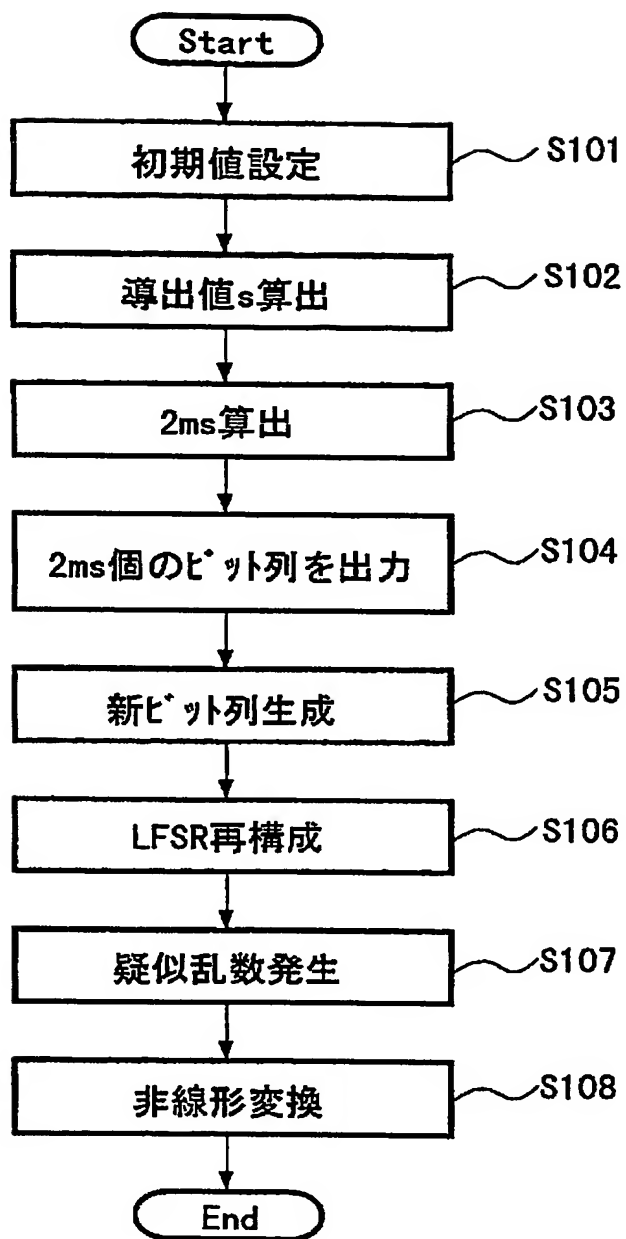 Start
初期値設定 S101
導出値s算出 S102
2ms算出 S103
2ms個のﾋﾞｯﾄ列を出力 S104
新ﾋﾞｯﾄ列生成 S105
LFSR再構成 S106
疑似乱数発生 S107
非線形変換 S108
End